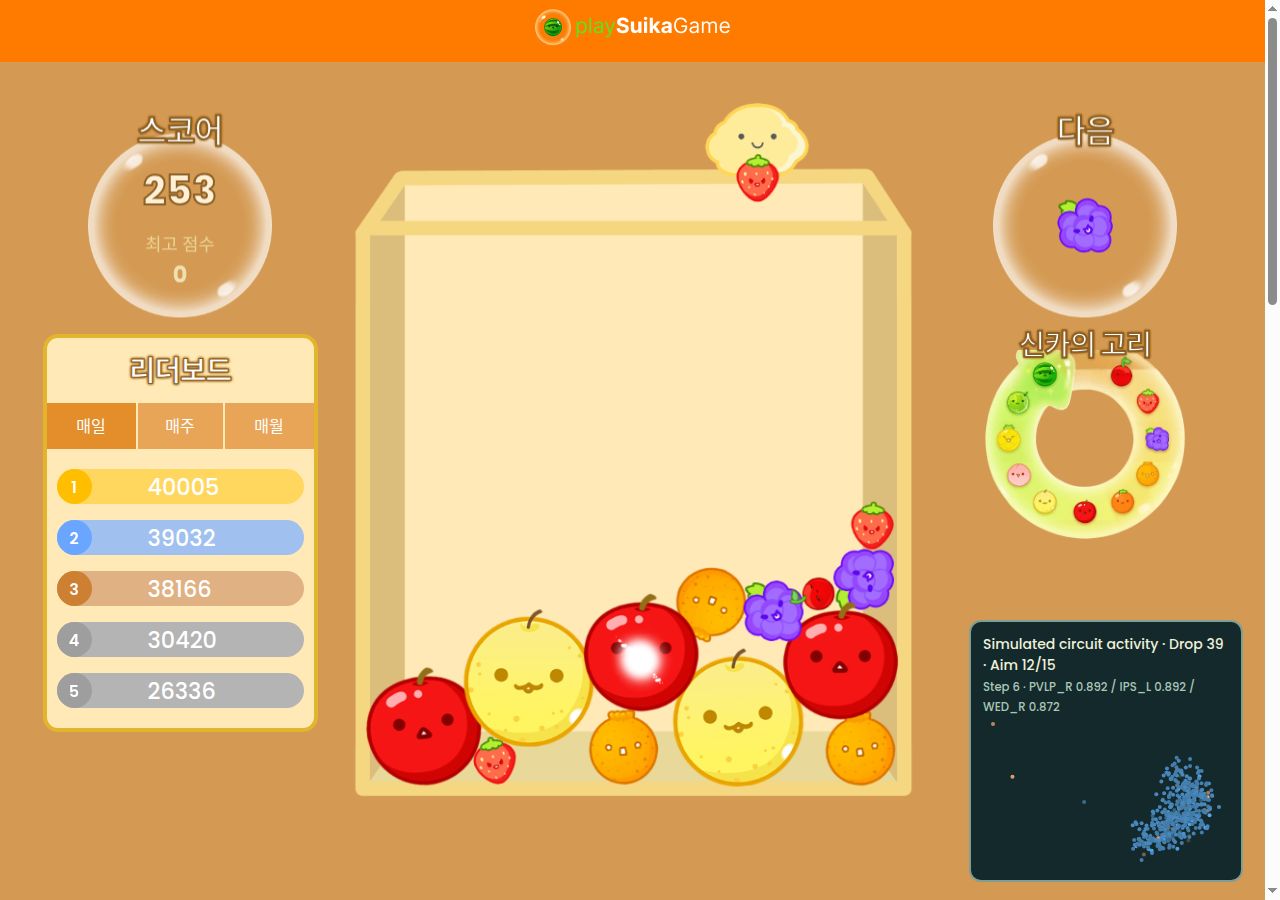 playSuikaGame
스코어
253
최고 점수
0
리더보드
매일 매주 매월
1 40005
2 39032
3 38166
4 30420
5 26336
다음
신카의 고리
Simulated circuit activity · Drop 39
· Aim 12/15
Step 6 · PVLP_R 0.892 / IPS_L 0.892 /
WED_R 0.872